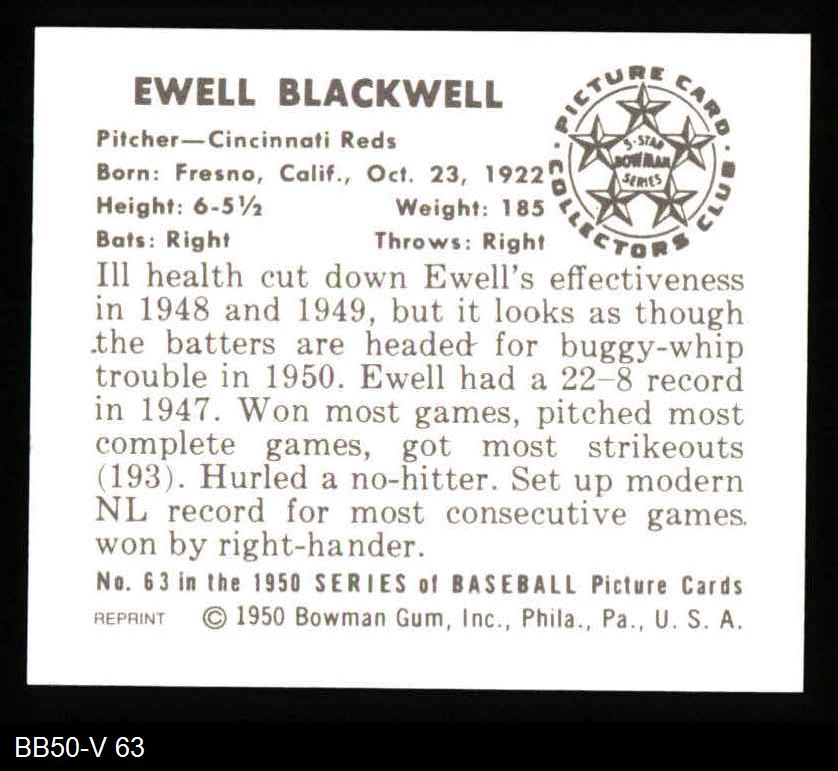 EWELL BLACKWELL
PICTURE CARD COLLECTORS CLUB
5-STAR
BOWMAN
SERIES
Pitcher—Cincinnati Reds
Born: Fresno, Calif., Oct. 23, 1922
Height: 6-5½ Weight: 185
Bats: Right Throws: Right
Ill health cut down Ewell's effectiveness
in 1948 and 1949, but it looks as though
the batters are headed for buggy-whip
trouble in 1950. Ewell had a 22–8 record
in 1947. Won most games, pitched most
complete games, got most strikeouts
(193). Hurled a no-hitter. Set up modern
NL record for most consecutive games
won by right-hander.
No. 63 in the 1950 SERIES of BASEBALL Picture Cards
REPRINT © 1950 Bowman Gum, Inc., Phila., Pa., U. S. A.
BB50-V 63